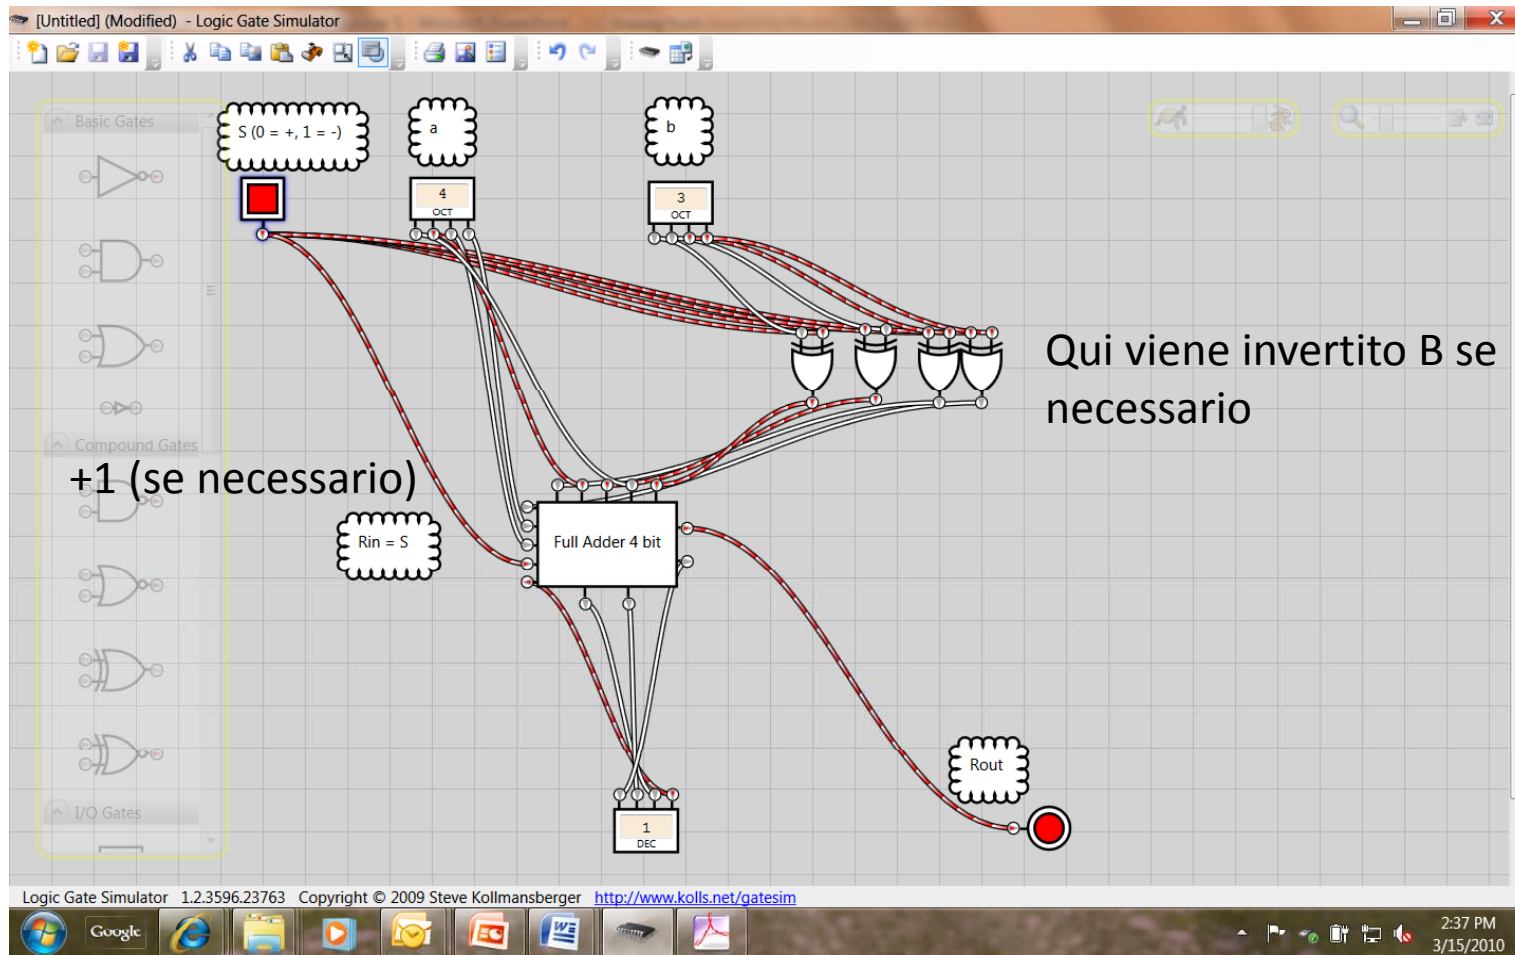 [Untitled] (Modified) - Logic Gate Simulator
Basic Gates
S (0 = +, 1 = -)
a
b
4
OCT
3
OCT
Qui viene invertito B se
necessario
Compound Gates
+1 (se necessario)
Rin = S
Full Adder 4 bit
Rout
I/O Gates
1
DEC
Logic Gate Simulator 1.2.3596.23763 Copyright © 2009 Steve Kollmansberger http://www.kolls.net/gatesim
Google
2:37 PM
3/15/2010